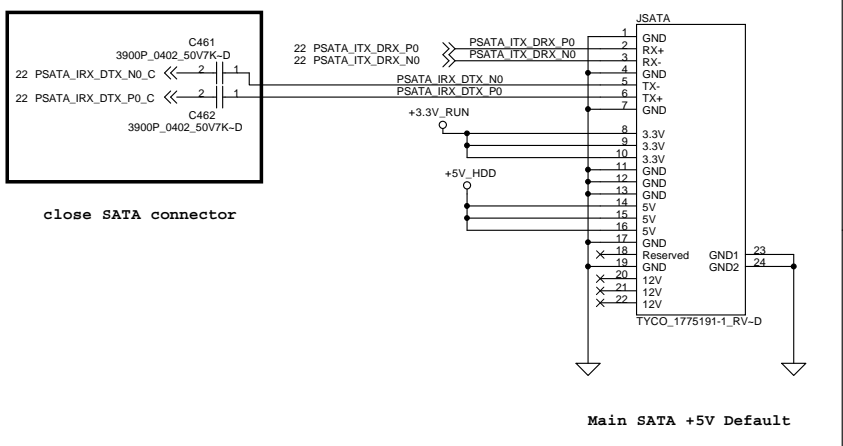 C461
3900P_0402_50V7K~D
22 PSATA_IRX_DTX_N0_C 2 1
22 PSATA_IRX_DTX_P0_C 2 1
C462
3900P_0402_50V7K~D
close SATA connector
22 PSATA_ITX_DRX_P0 PSATA_ITX_DRX_P0
22 PSATA_ITX_DRX_N0 PSATA_ITX_DRX_N0
PSATA_IRX_DTX_N0
PSATA_IRX_DTX_P0
+3.3V_RUN
+5V_HDD
JSATA
1 GND
2 RX+
3 RX-
4 GND
5 TX-
6 TX+
7 GND
8 3.3V
9 3.3V
10 3.3V
11 GND
12 GND
13 GND
14 5V
15 5V
16 5V
17 GND
18 Reserved GND1 23
19 GND GND2 24
20 12V
21 12V
22 12V
TYCO_1775191-1_RV~D
Main SATA +5V Default